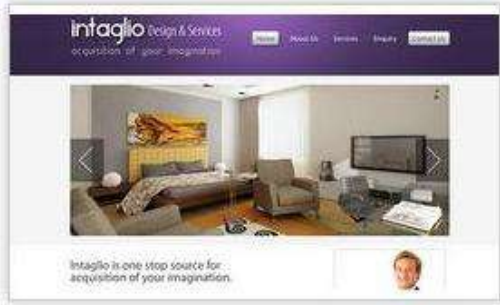 intaglio Design & Services
acquisition of your imagination
Home About Us Services Enquiry Contact Us
Intaglio is one stop source for
acquisition of your imagination.